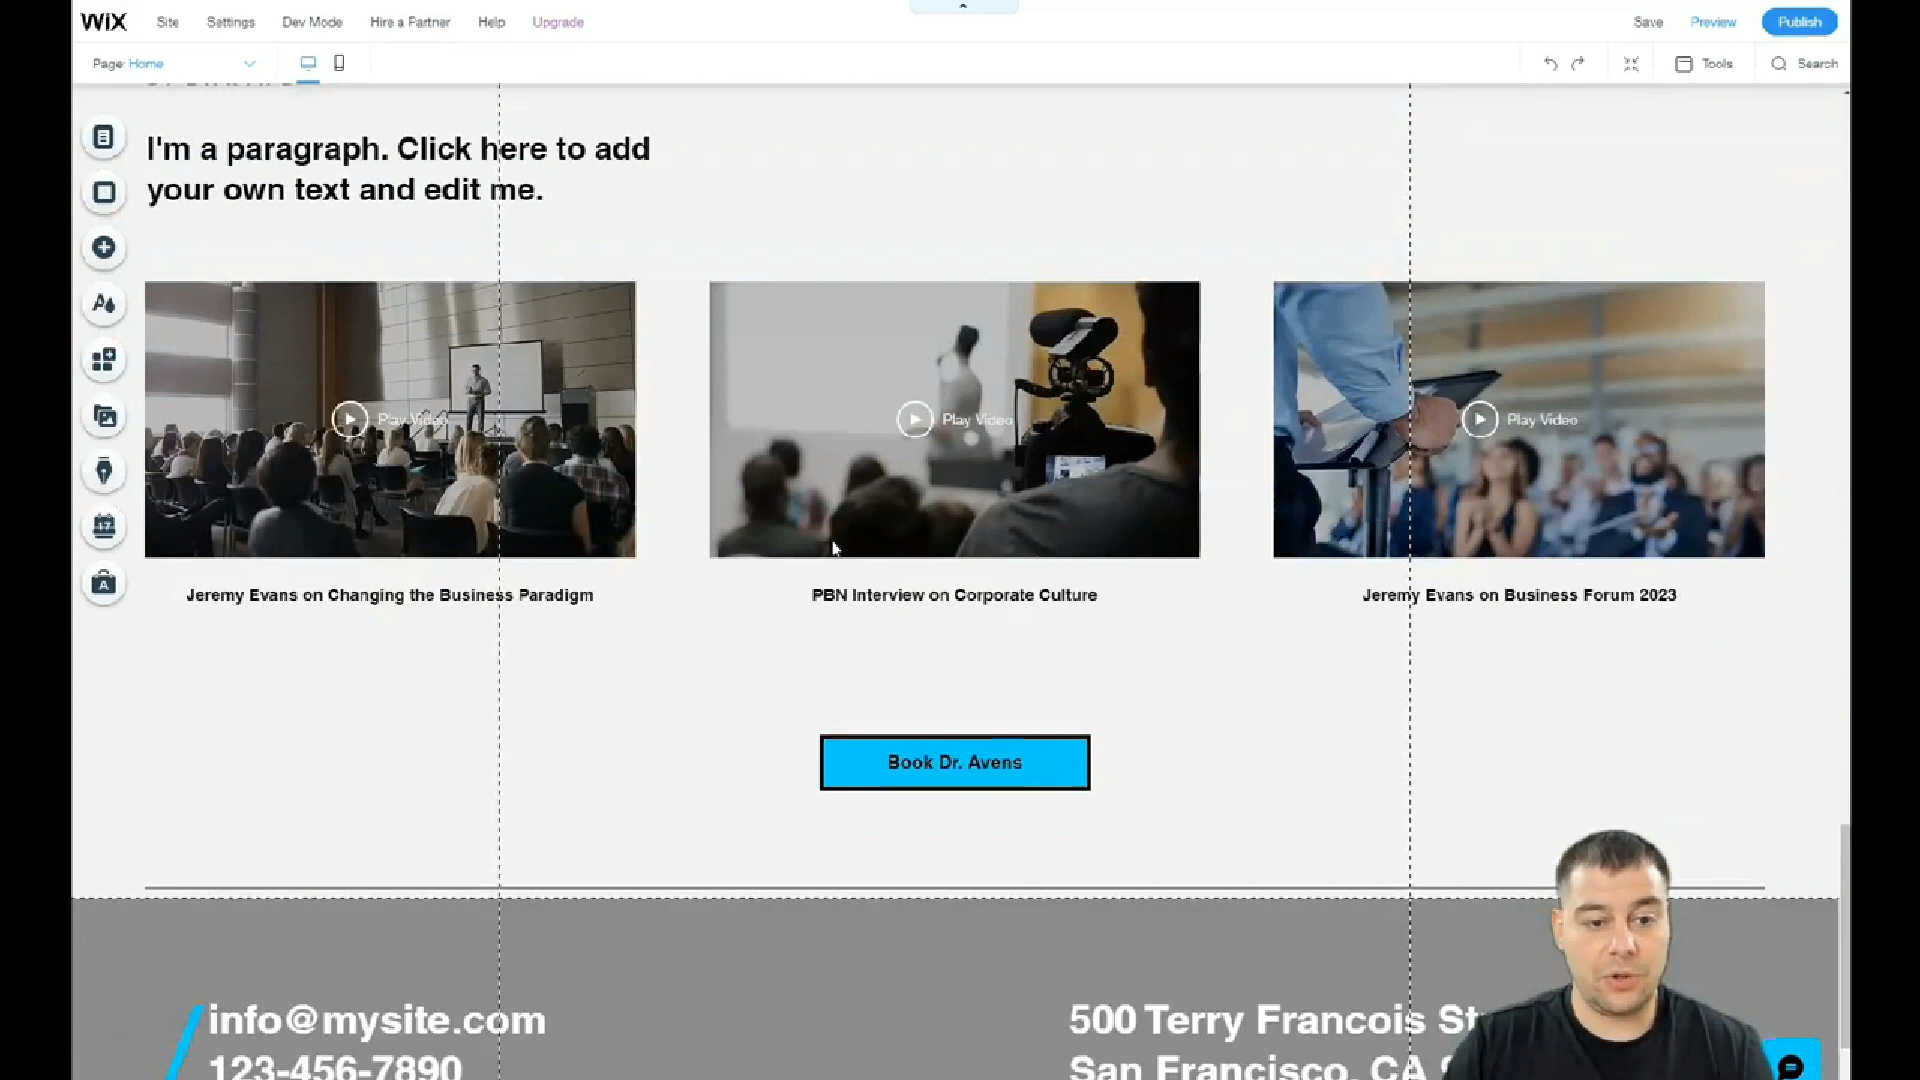 WiX Site Settings Dev Mode Hire a Partner Help Upgrade Save Preview Publish
Page: Home Tools Search
I'm a paragraph. Click here to add
your own text and edit me.
Play Video Play Video Play Video
Jeremy Evans on Changing the Business Paradigm PBN Interview on Corporate Culture Jeremy Evans on Business Forum 2023
Book Dr. Avens
info@mysite.com 500 Terry Francois
123-456-7890 San Francisco, CA